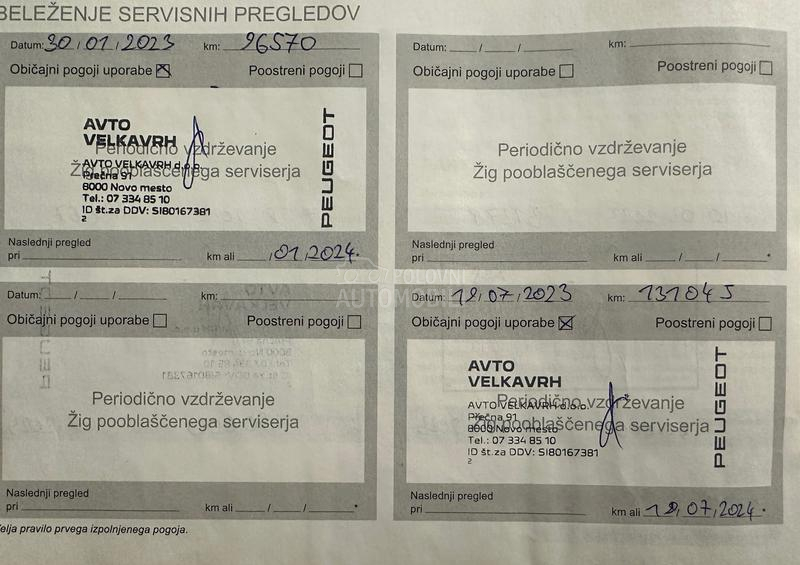 BELEŽENJE SERVISNIH PREGLEDOV
Datum: 30 / 01 / 2023 km: 96570
Običajni pogoji uporabe ☒ Poostreni pogoji ☐
AVTO
VELKAVRH
Periodično vzdrževanje
AVTO VELKAVRH d.o.o.
Žig pooblaščenega serviserja
Prečna 91
8000 Novo mesto
Tel.: 07 334 85 10
ID št.za DDV: SI80167381
2
PEUGEOT
Naslednji pregled
pri km ali / 01 / 2024.*
Datum: / / km:
Običajni pogoji uporabe ☐ Poostreni pogoji ☐
Periodično vzdrževanje
Žig pooblaščenega serviserja
Naslednji pregled
pri km ali / / *
POLOVNI
AUTOMOBILI
Datum: / / km:
Običajni pogoji uporabe ☐ Poostreni pogoji ☐
Periodično vzdrževanje
Žig pooblaščenega serviserja
Naslednji pregled
pri km ali / / *
Datum: 18 / 07 / 2023 km: 131045
Običajni pogoji uporabe ☒ Poostreni pogoji ☐
AVTO
VELKAVRH
Periodično vzdrževanje
AVTO VELKAVRH d.o.o.
Prečna 91
Žig pooblaščenega serviserja
8000 Novo mesto
Tel.: 07 334 85 10
ID št.za DDV: SI80167381
2
PEUGEOT
Naslednji pregled
pri km ali 18 / 07 / 2024.*
Velja pravilo prvega izpolnjenega pogoja.